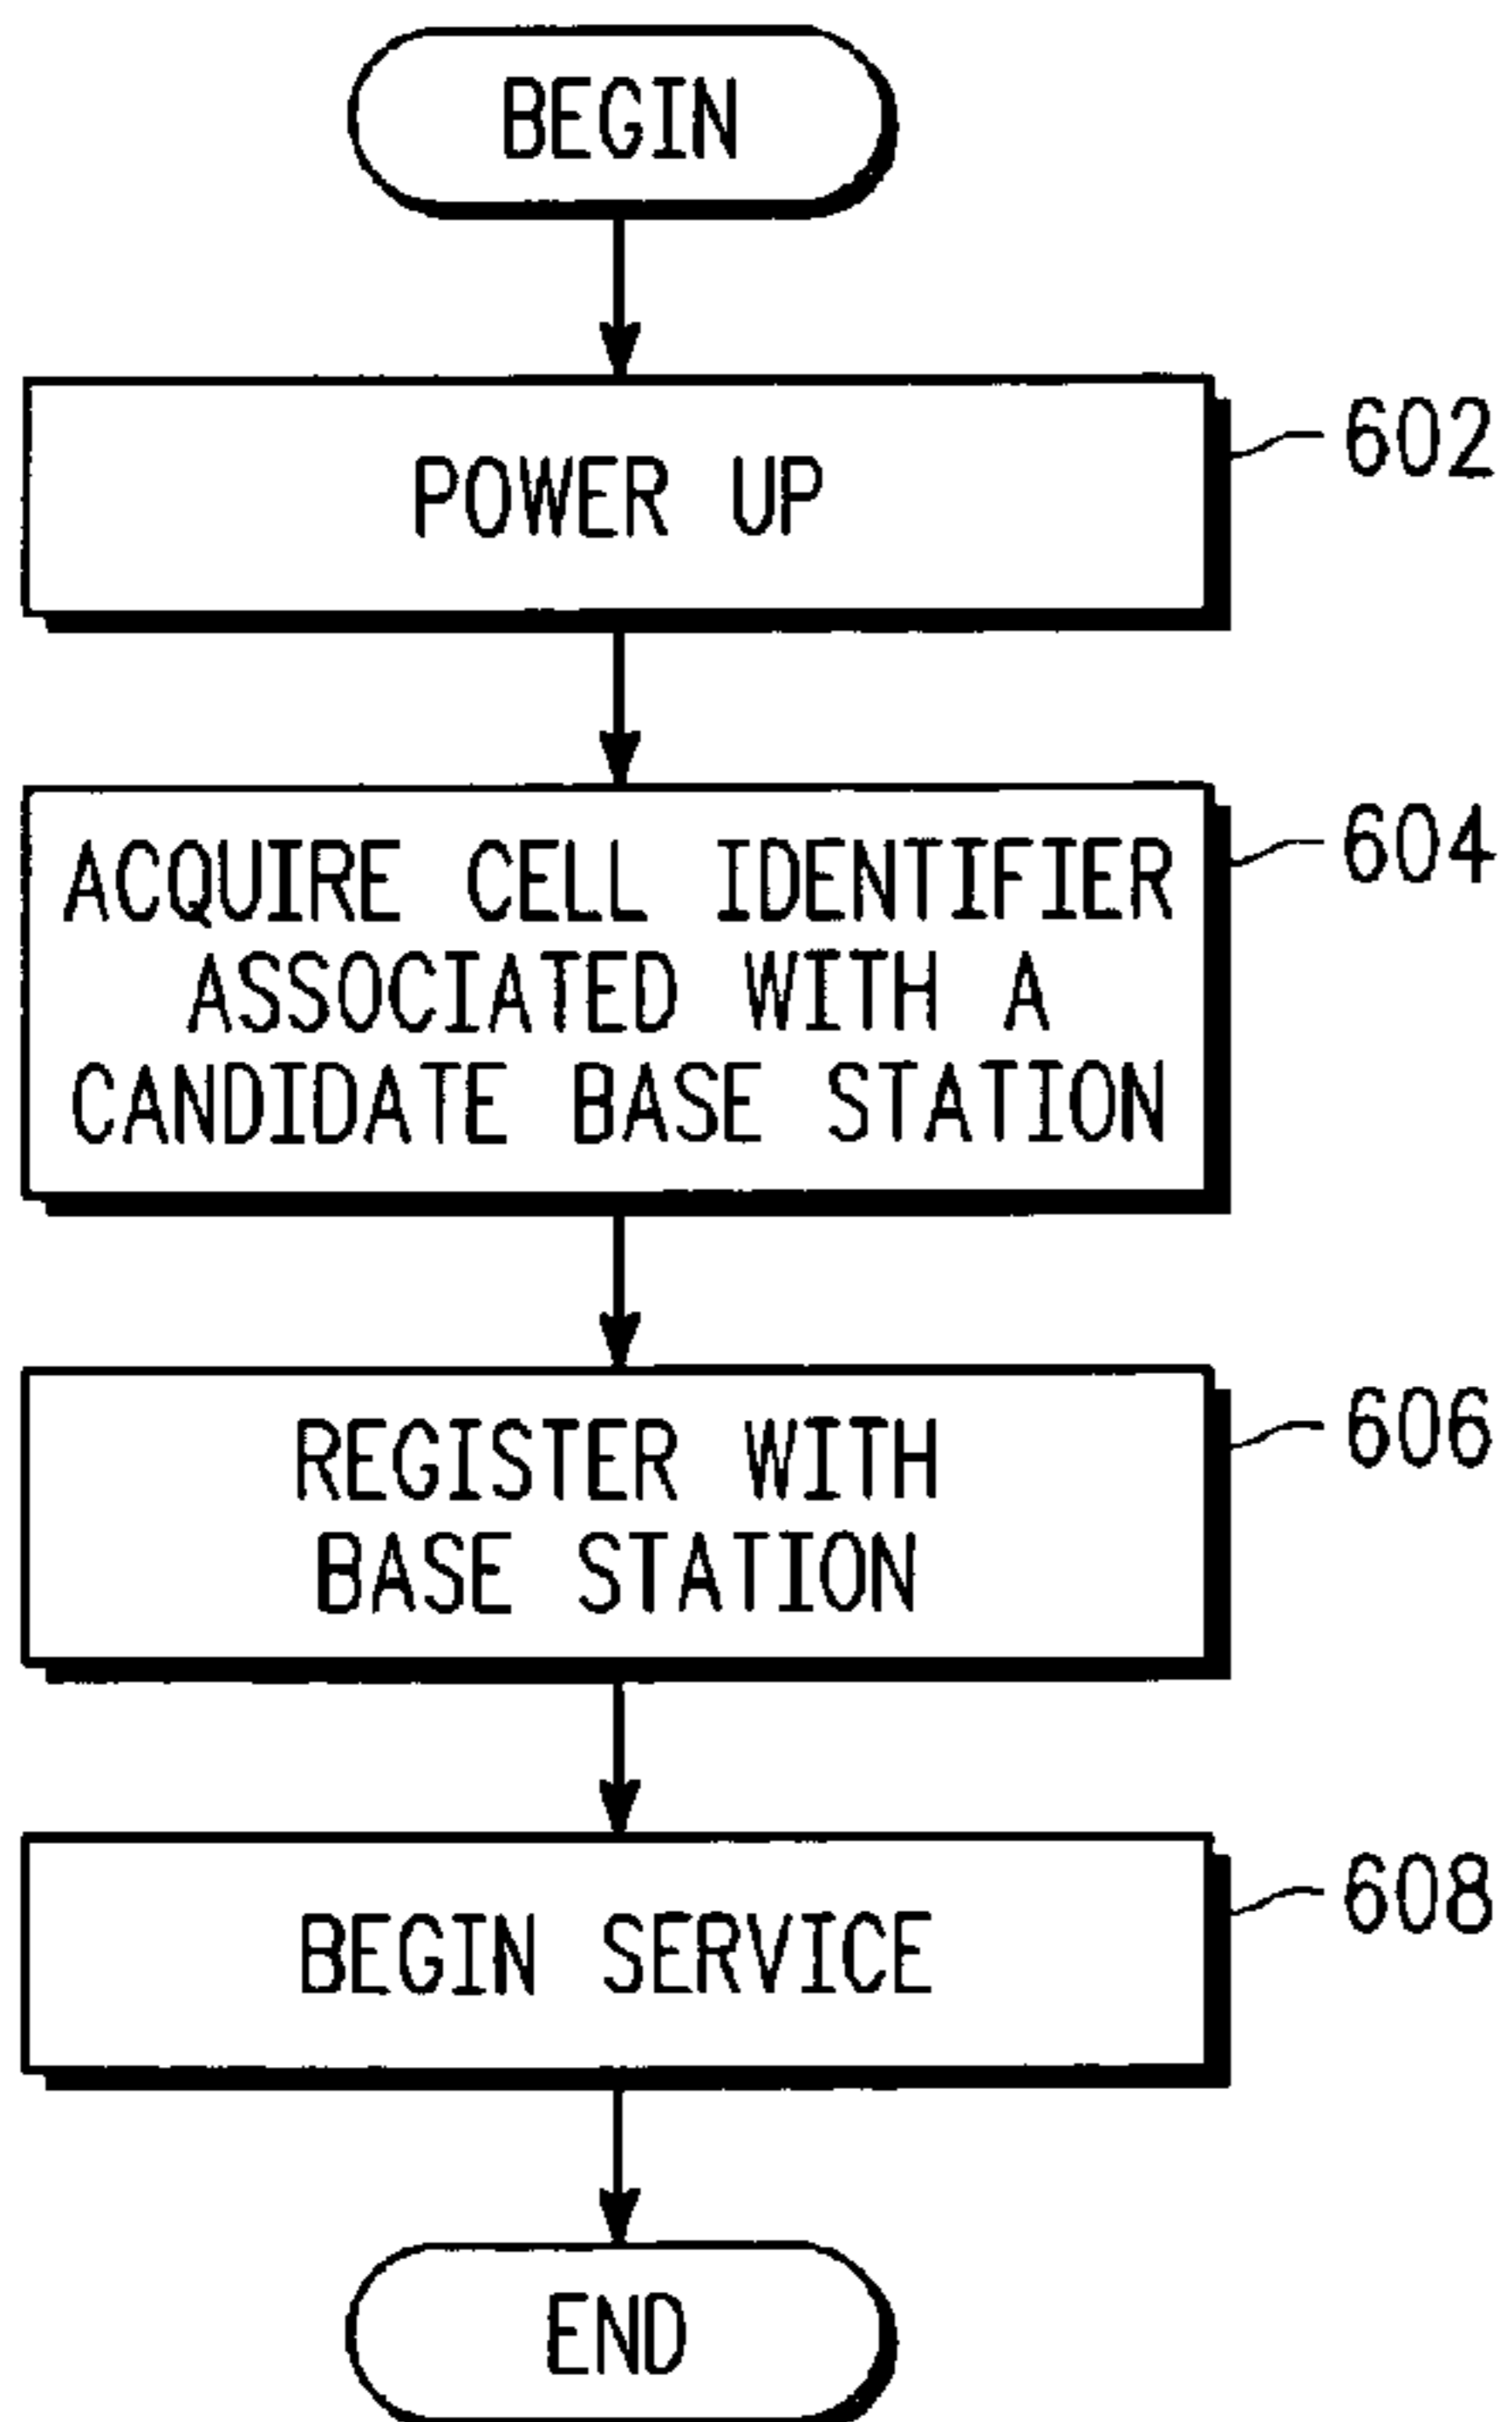 BEGIN
POWER UP
602
ACQUIRE CELL IDENTIFIER
ASSOCIATED WITH A
CANDIDATE BASE STATION
604
REGISTER WITH
BASE STATION
606
BEGIN SERVICE
608
END